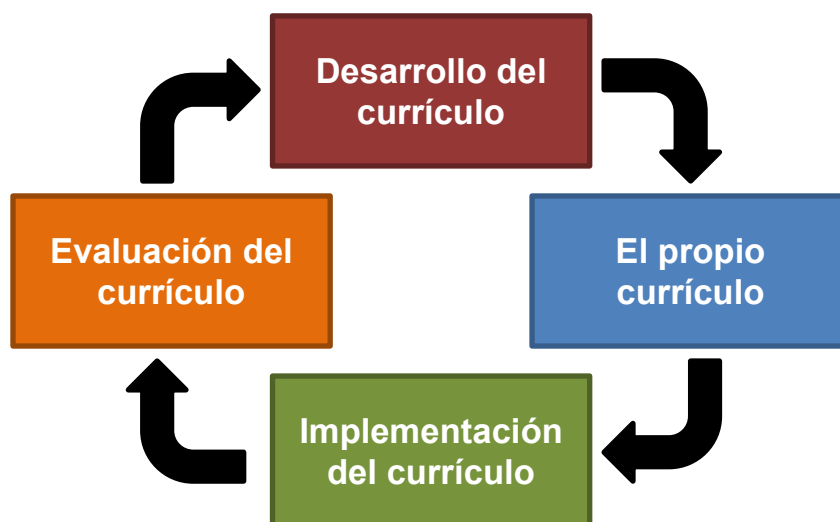 Desarrollo del
currículo
El propio
currículo
Implementación
del currículo
Evaluación del
currículo